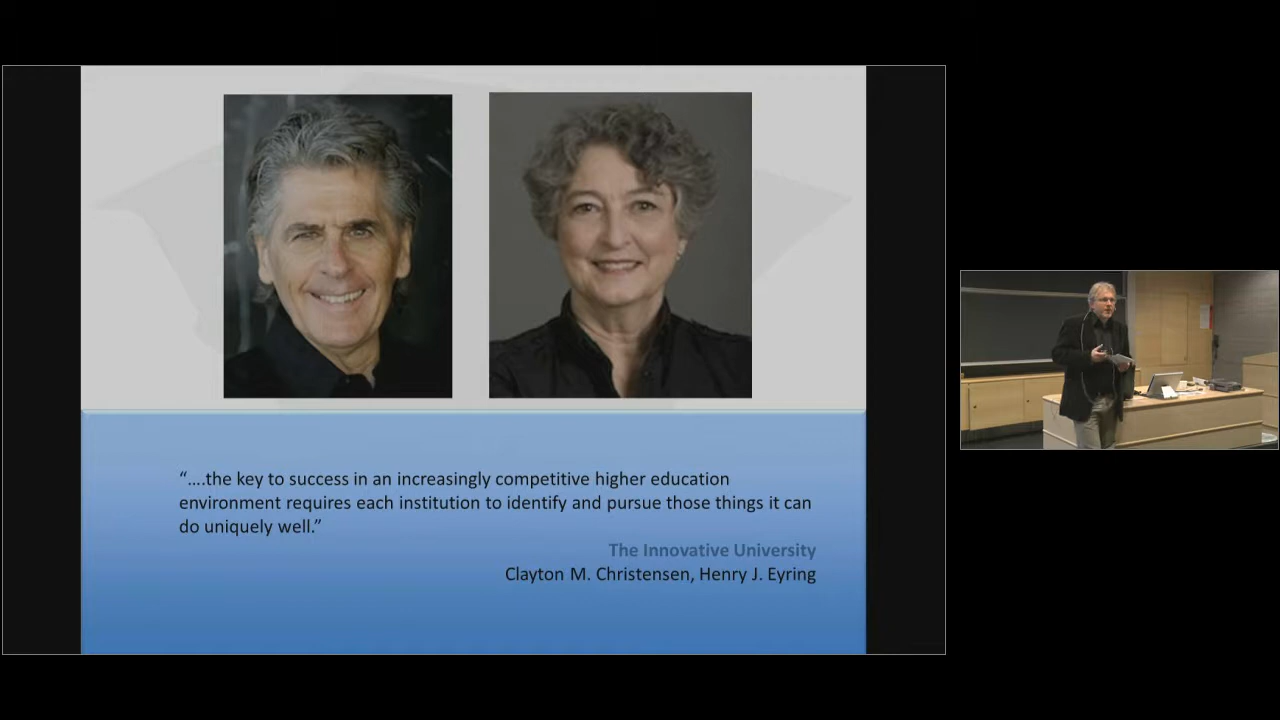 “....the key to success in an increasingly competitive higher education
environment requires each institution to identify and pursue those things it can
do uniquely well.”
The Innovative University
Clayton M. Christensen, Henry J. Eyring